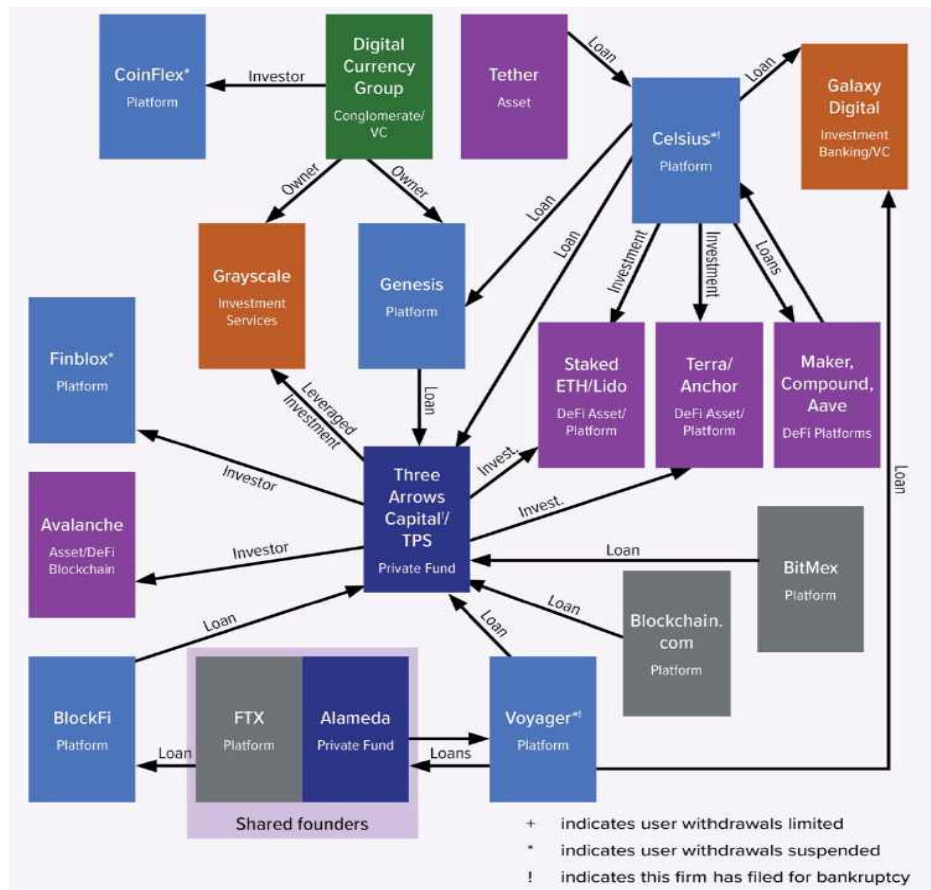 CoinFlex*
Platform
Investor
Digital
Currency
Group
Conglomerate/
VC
Tether
Asset
Loan
Celsius*!
Platform
Loan
Galaxy
Digital
Investment
Banking/VC
Owner
Owner
Loan
Loan
Investment
Investment
Loans
Loan
Grayscale
Investment
Services
Genesis
Platform
Finblox*
Platform
Leveraged
Investment
Loan
Staked
ETH/Lido
DeFi Asset/
Platform
Terra/
Anchor
DeFi Asset/
Platform
Maker,
Compound,
Aave
DeFi Platforms
Investor
Three
Arrows
Capital!/
TPS
Private Fund
Invest.
Invest.
Avalanche
Asset/DeFi
Blockchain
Investor
Loan
BitMex
Platform
Loan
Loan
Blockchain.
com
Platform
Loan
BlockFi
Platform
Loan
FTX
Platform
Alameda
Private Fund
Loans
Voyager*!
Platform
Shared founders
+ indicates user withdrawals limited
* indicates user withdrawals suspended
! indicates this firm has filed for bankruptcy